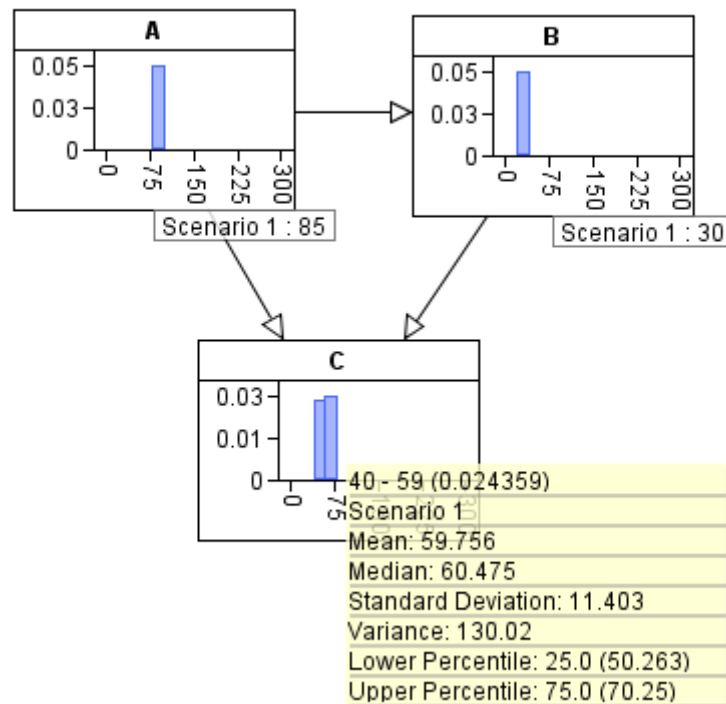 A
0.05
0.03
0
0 75 150 225 300
Scenario 1 : 85
B
0.05
0.03
0
0 75 150 225 300
Scenario 1 : 30
C
0.03
0.01
0
0 75
40 - 59 (0.024359)
Scenario 1
Mean: 59.756
Median: 60.475
Standard Deviation: 11.403
Variance: 130.02
Lower Percentile: 25.0 (50.263)
Upper Percentile: 75.0 (70.25)